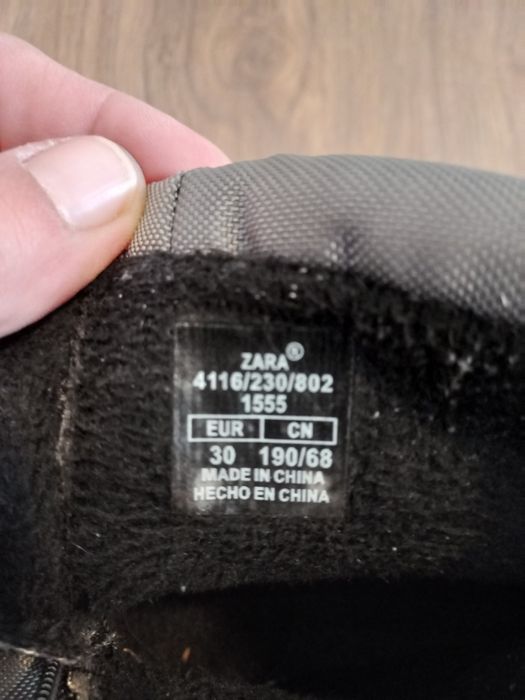 ZARA®
4116/230/802
1555
EUR CN
30 190/68
MADE IN CHINA
HECHO EN CHINA